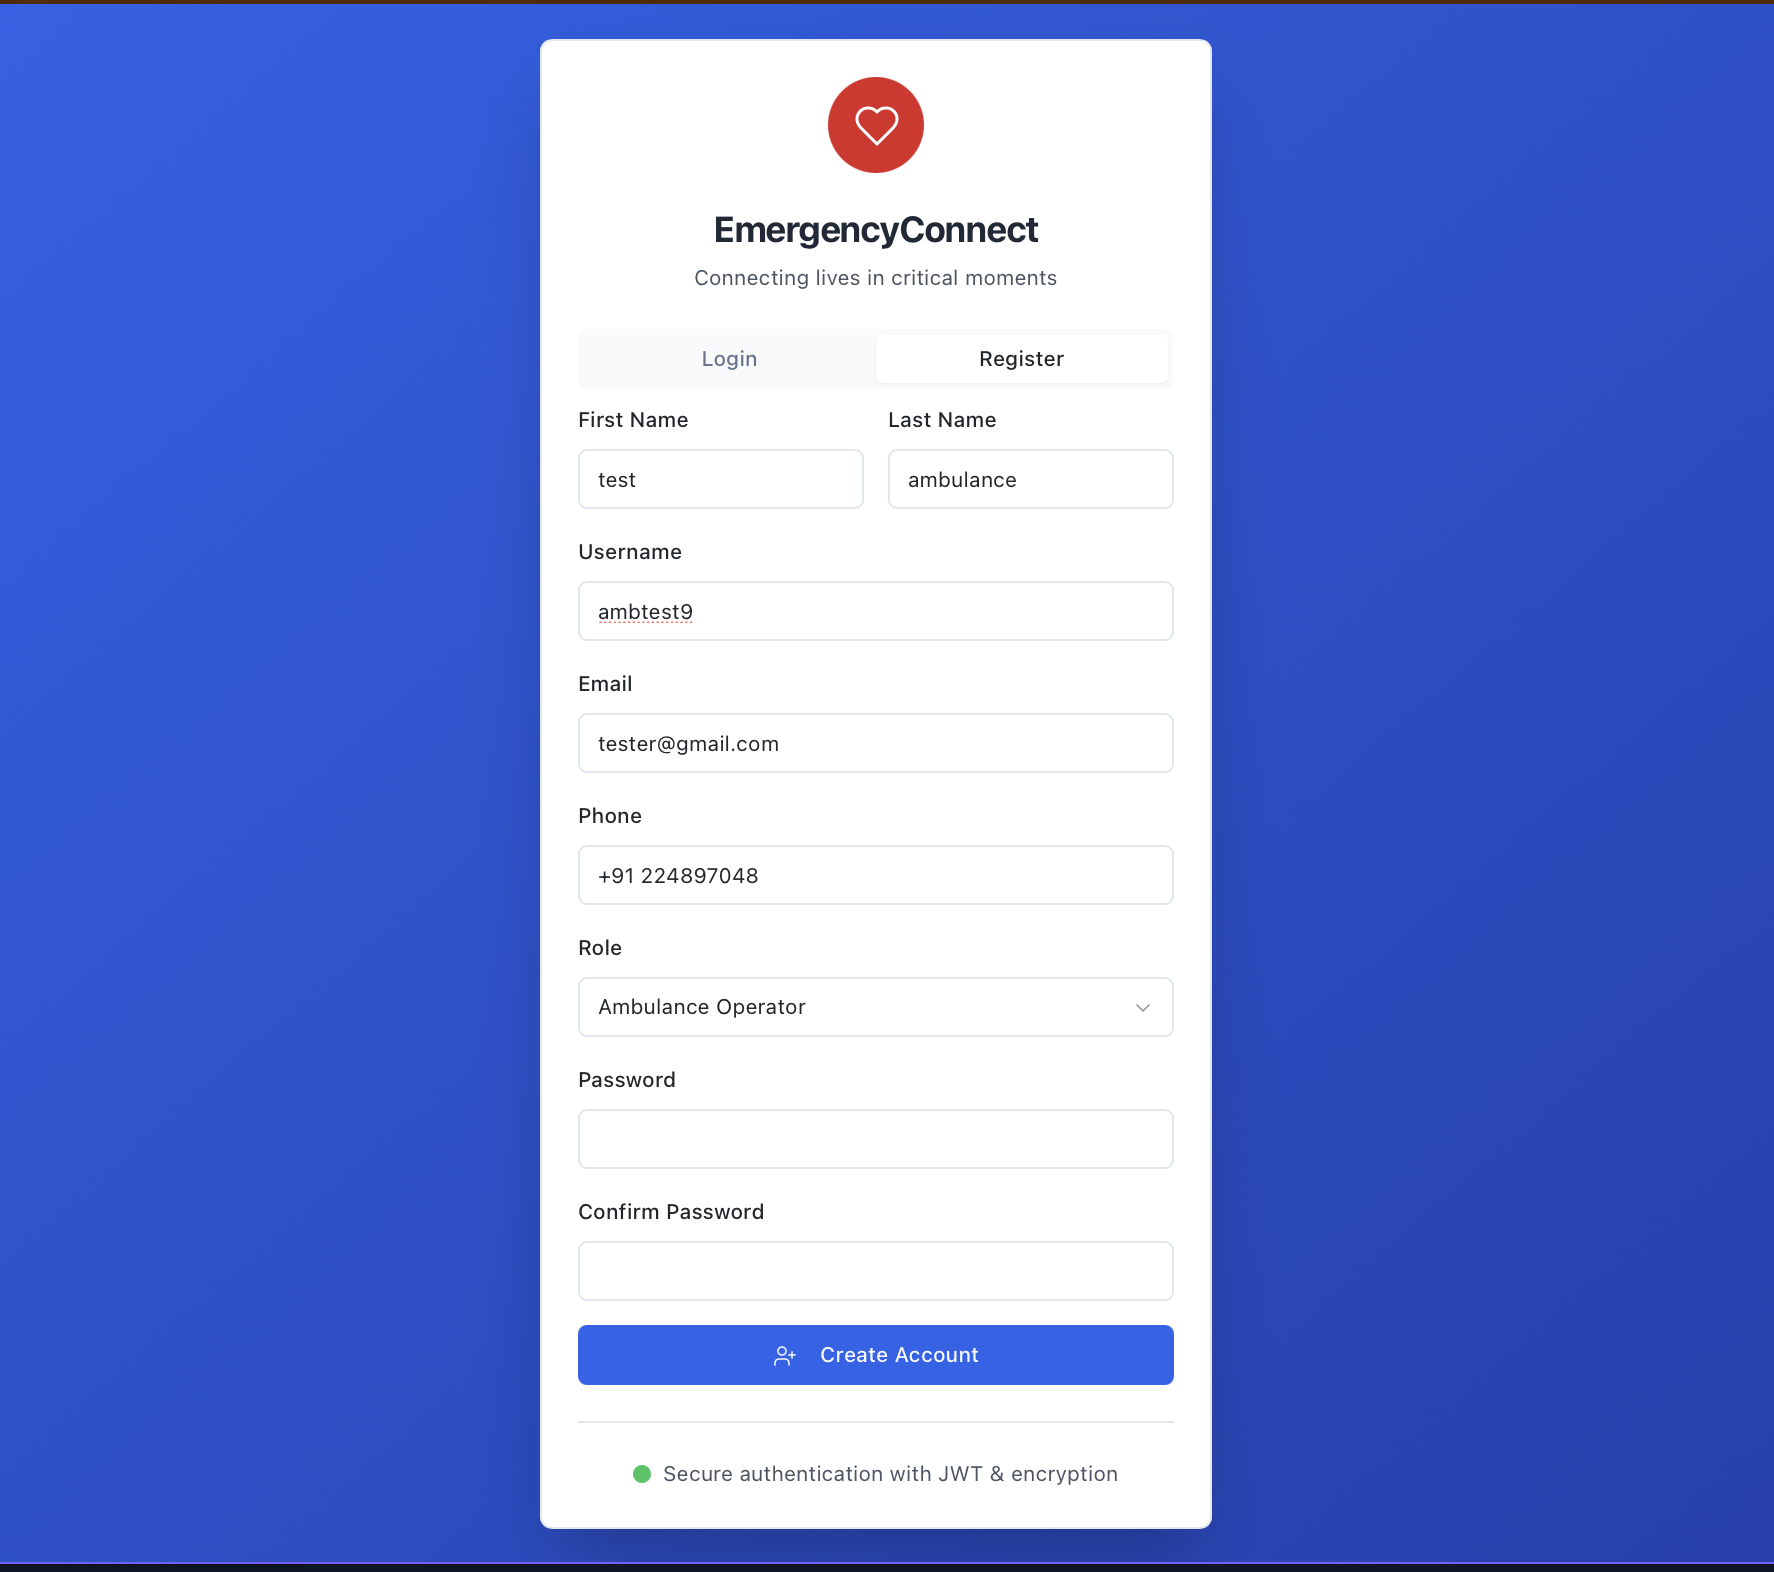 EmergencyConnect
Connecting lives in critical moments
Login Register
First Name Last Name
test ambulance
Username
ambtest9
Email
tester@gmail.com
Phone
+91 224897048
Role
Ambulance Operator
Password
Confirm Password
Create Account
Secure authentication with JWT & encryption